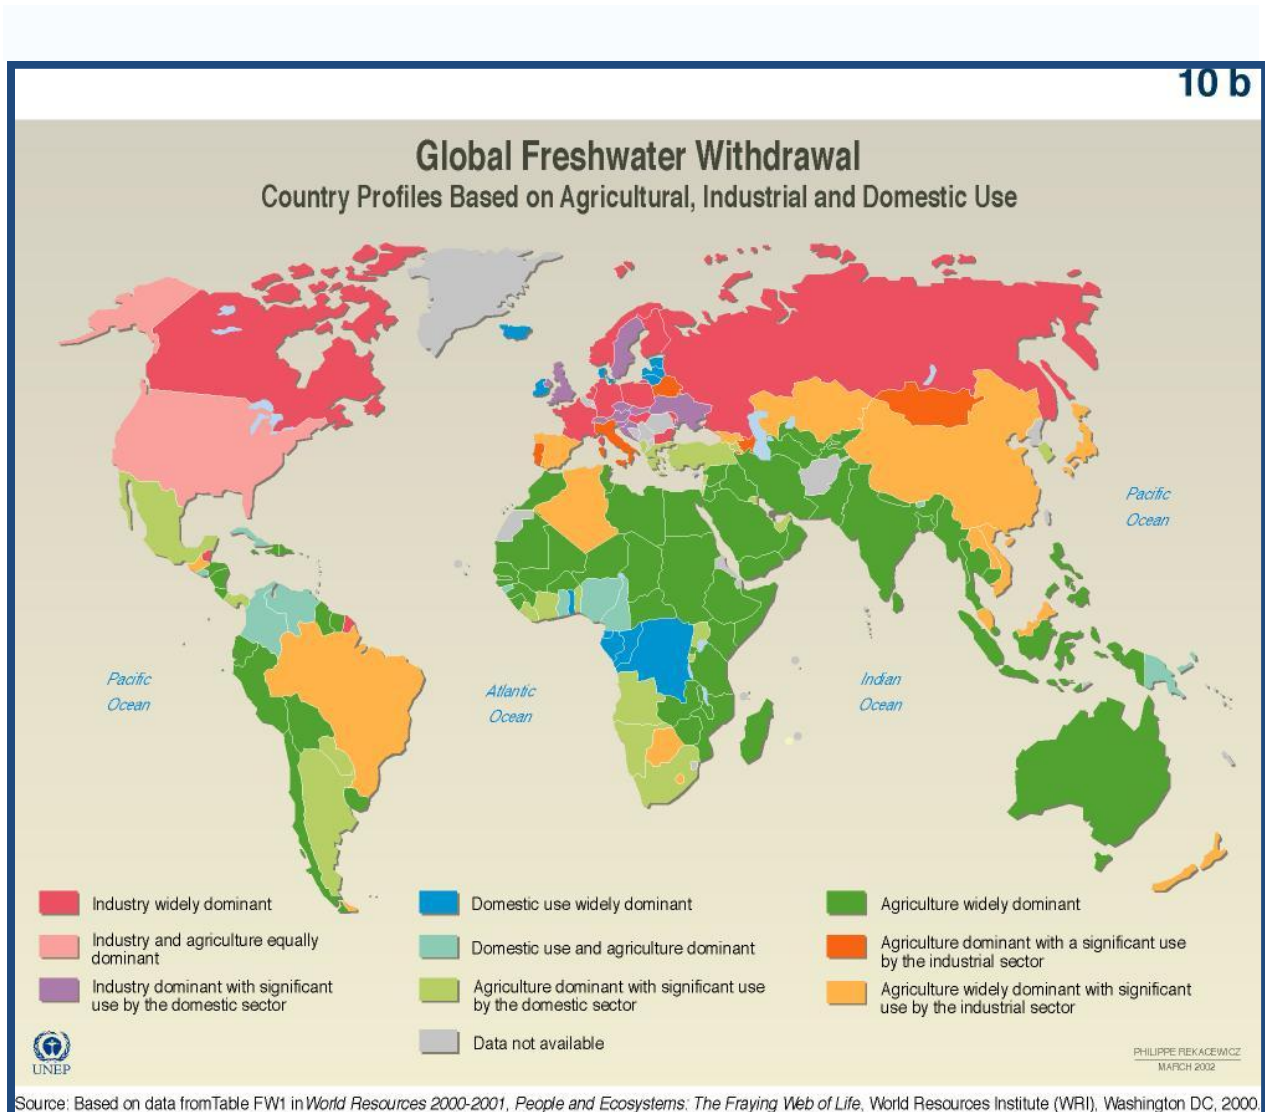 10 b
Global Freshwater Withdrawal
Country Profiles Based on Agricultural, Industrial and Domestic Use
Pacific
Ocean
Pacific
Ocean
Atlantic
Ocean
Indian
Ocean
Industry widely dominant
Industry and agriculture equally
dominant
Industry dominant with significant
use by the domestic sector
Domestic use widely dominant
Domestic use and agriculture dominant
Agriculture dominant with significant use
by the domestic sector
Data not available
Agriculture widely dominant
Agriculture dominant with a significant use
by the industrial sector
Agriculture widely dominant with significant
use by the industrial sector
UNEP
PHILIPPE REKACEWICZ
MARCH 2002
Source: Based on data fromTable FW1 in World Resources 2000-2001, People and Ecosystems: The Fraying Web of Life, World Resources Institute (WRI), Washington DC, 2000.